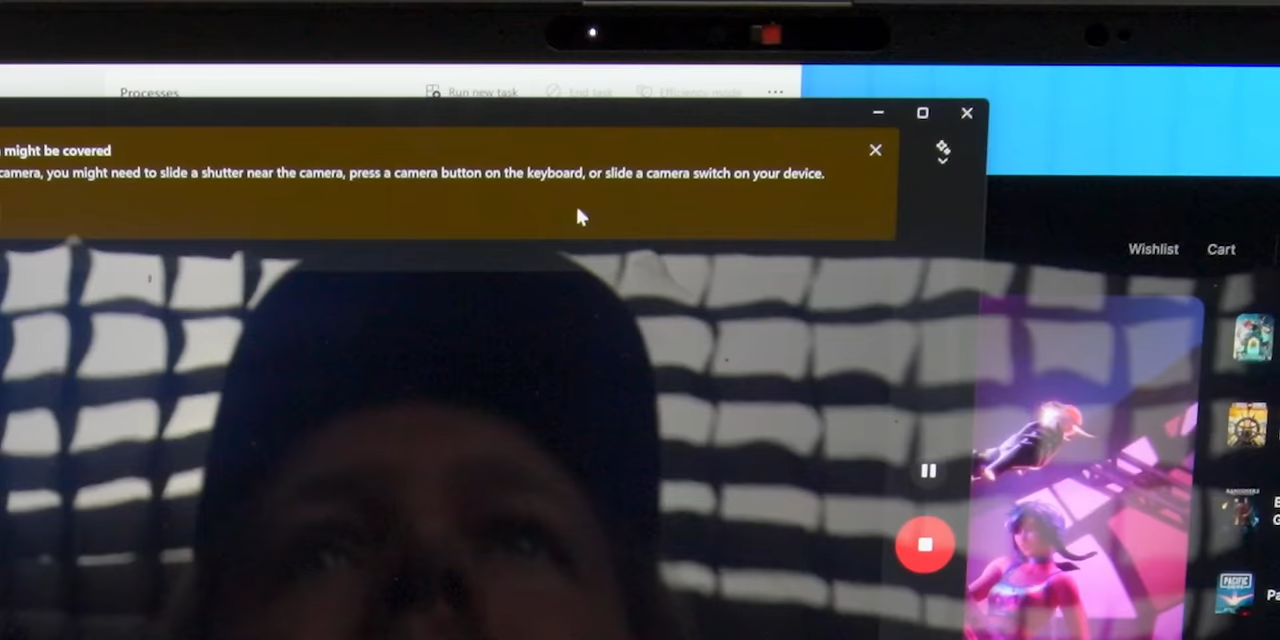 Processes
Run new task
End task
Efficiency mode
might be covered
camera, you might need to slide a shutter near the camera, press a camera button on the keyboard, or slide a camera switch on your device.
Wishlist
Cart
PACIFIC
Pa